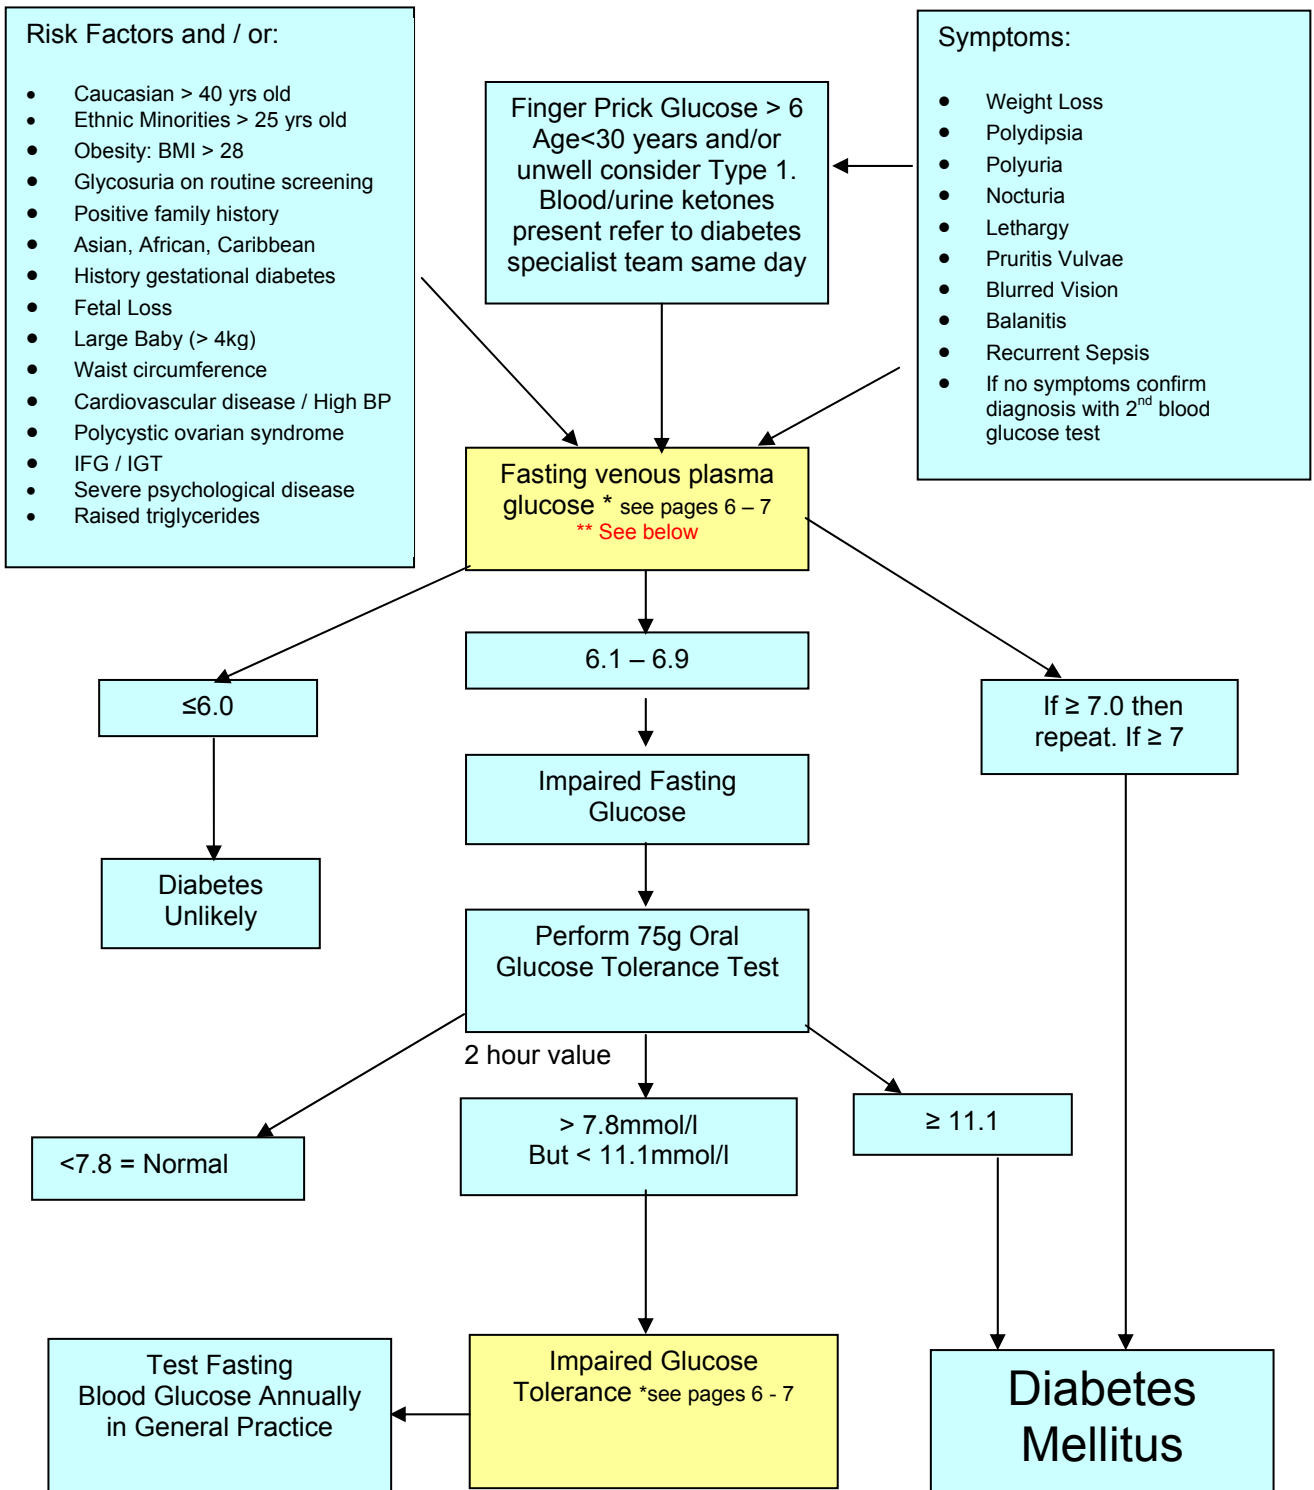 Risk Factors and / or:
• Caucasian > 40 yrs old
• Ethnic Minorities > 25 yrs old
• Obesity: BMI > 28
• Glycosuria on routine screening
• Positive family history
• Asian, African, Caribbean
• History gestational diabetes
• Fetal Loss
• Large Baby (> 4kg)
• Waist circumference
• Cardiovascular disease / High BP
• Polycystic ovarian syndrome
• IFG / IGT
• Severe psychological disease
• Raised triglycerides
Finger Prick Glucose > 6
Age<30 years and/or
unwell consider Type 1.
Blood/urine ketones
present refer to diabetes
specialist team same day
Symptoms:
• Weight Loss
• Polydipsia
• Polyuria
• Nocturia
• Lethargy
• Pruritis Vulvae
• Blurred Vision
• Balanitis
• Recurrent Sepsis
• If no symptoms confirm
diagnosis with 2nd blood
glucose test
Fasting venous plasma
glucose * see pages 6 – 7
** See below
≤6.0
6.1 – 6.9
If ≥ 7.0 then
repeat. If ≥ 7
Diabetes
Unlikely
Impaired Fasting
Glucose
Perform 75g Oral
Glucose Tolerance Test
2 hour value
<7.8 = Normal
> 7.8mmol/l
But < 11.1mmol/l
≥ 11.1
Test Fasting
Blood Glucose Annually
in General Practice
Impaired Glucose
Tolerance *see pages 6 - 7
Diabetes
Mellitus